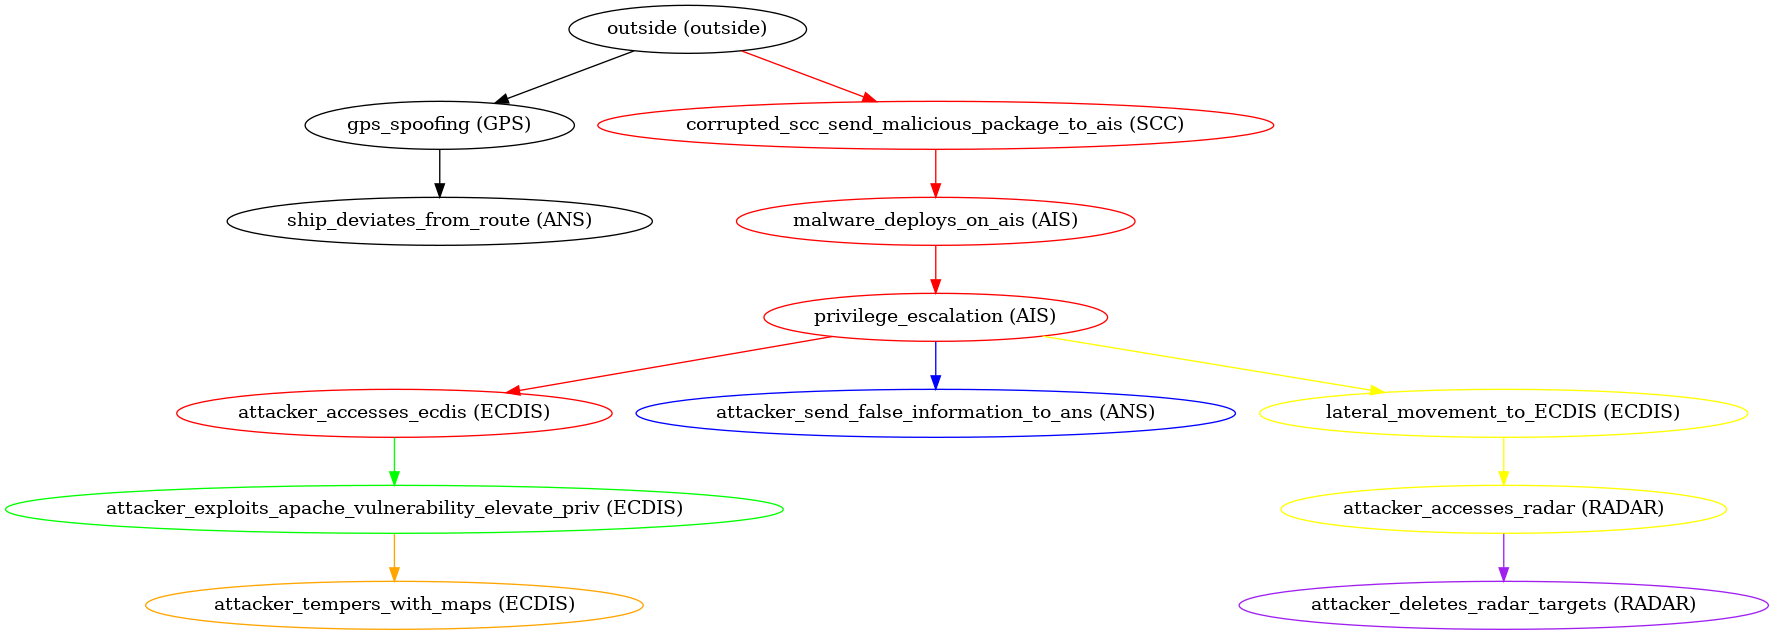 outside (outside)
gps_spoofing (GPS)
corrupted_scc_send_malicious_package_to_ais (SCC)
ship_deviates_from_route (ANS)
malware_deploys_on_ais (AIS)
privilege_escalation (AIS)
attacker_accesses_ecdis (ECDIS)
attacker_send_false_information_to_ans (ANS)
lateral_movement_to_ECDIS (ECDIS)
attacker_exploits_apache_vulnerability_elevate_priv (ECDIS)
attacker_accesses_radar (RADAR)
attacker_tempers_with_maps (ECDIS)
attacker_deletes_radar_targets (RADAR)